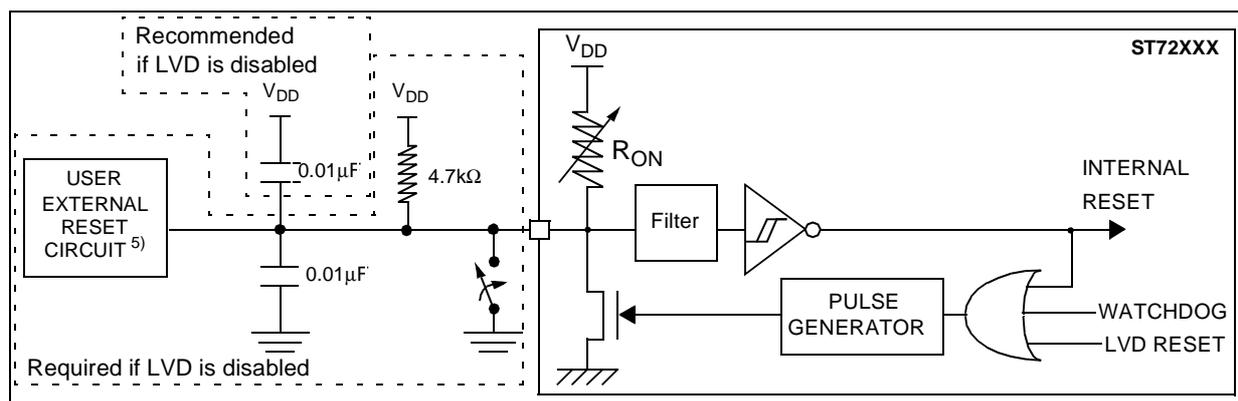 Recommended
if LVD is disabled
VDD
VDD
0.01μF
4.7kΩ
USER
EXTERNAL
RESET
CIRCUIT 5)
0.01μF
Required if LVD is disabled
VDD
ST72XXX
RON
Filter
INTERNAL
RESET
PULSE
GENERATOR
WATCHDOG
LVD RESET